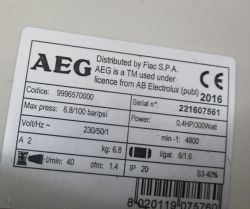 AEG
Distributed by Fiac S.P.A.
AEG is a TM used under
licence from AB Electrolux (publ) 2016
Codice: 9996570000 Serial n°: 221607561
Max press: 6.8/100 bar/psi Power: 0,4HP/300Watt
Volt/Hz~ 230/50/1 min -1: 4800
A 2 kg: 6.8 l/gal: 6/1.6
l/min: 40 cfm: 1.4 IP 20 S3-40%
8 020119 075760